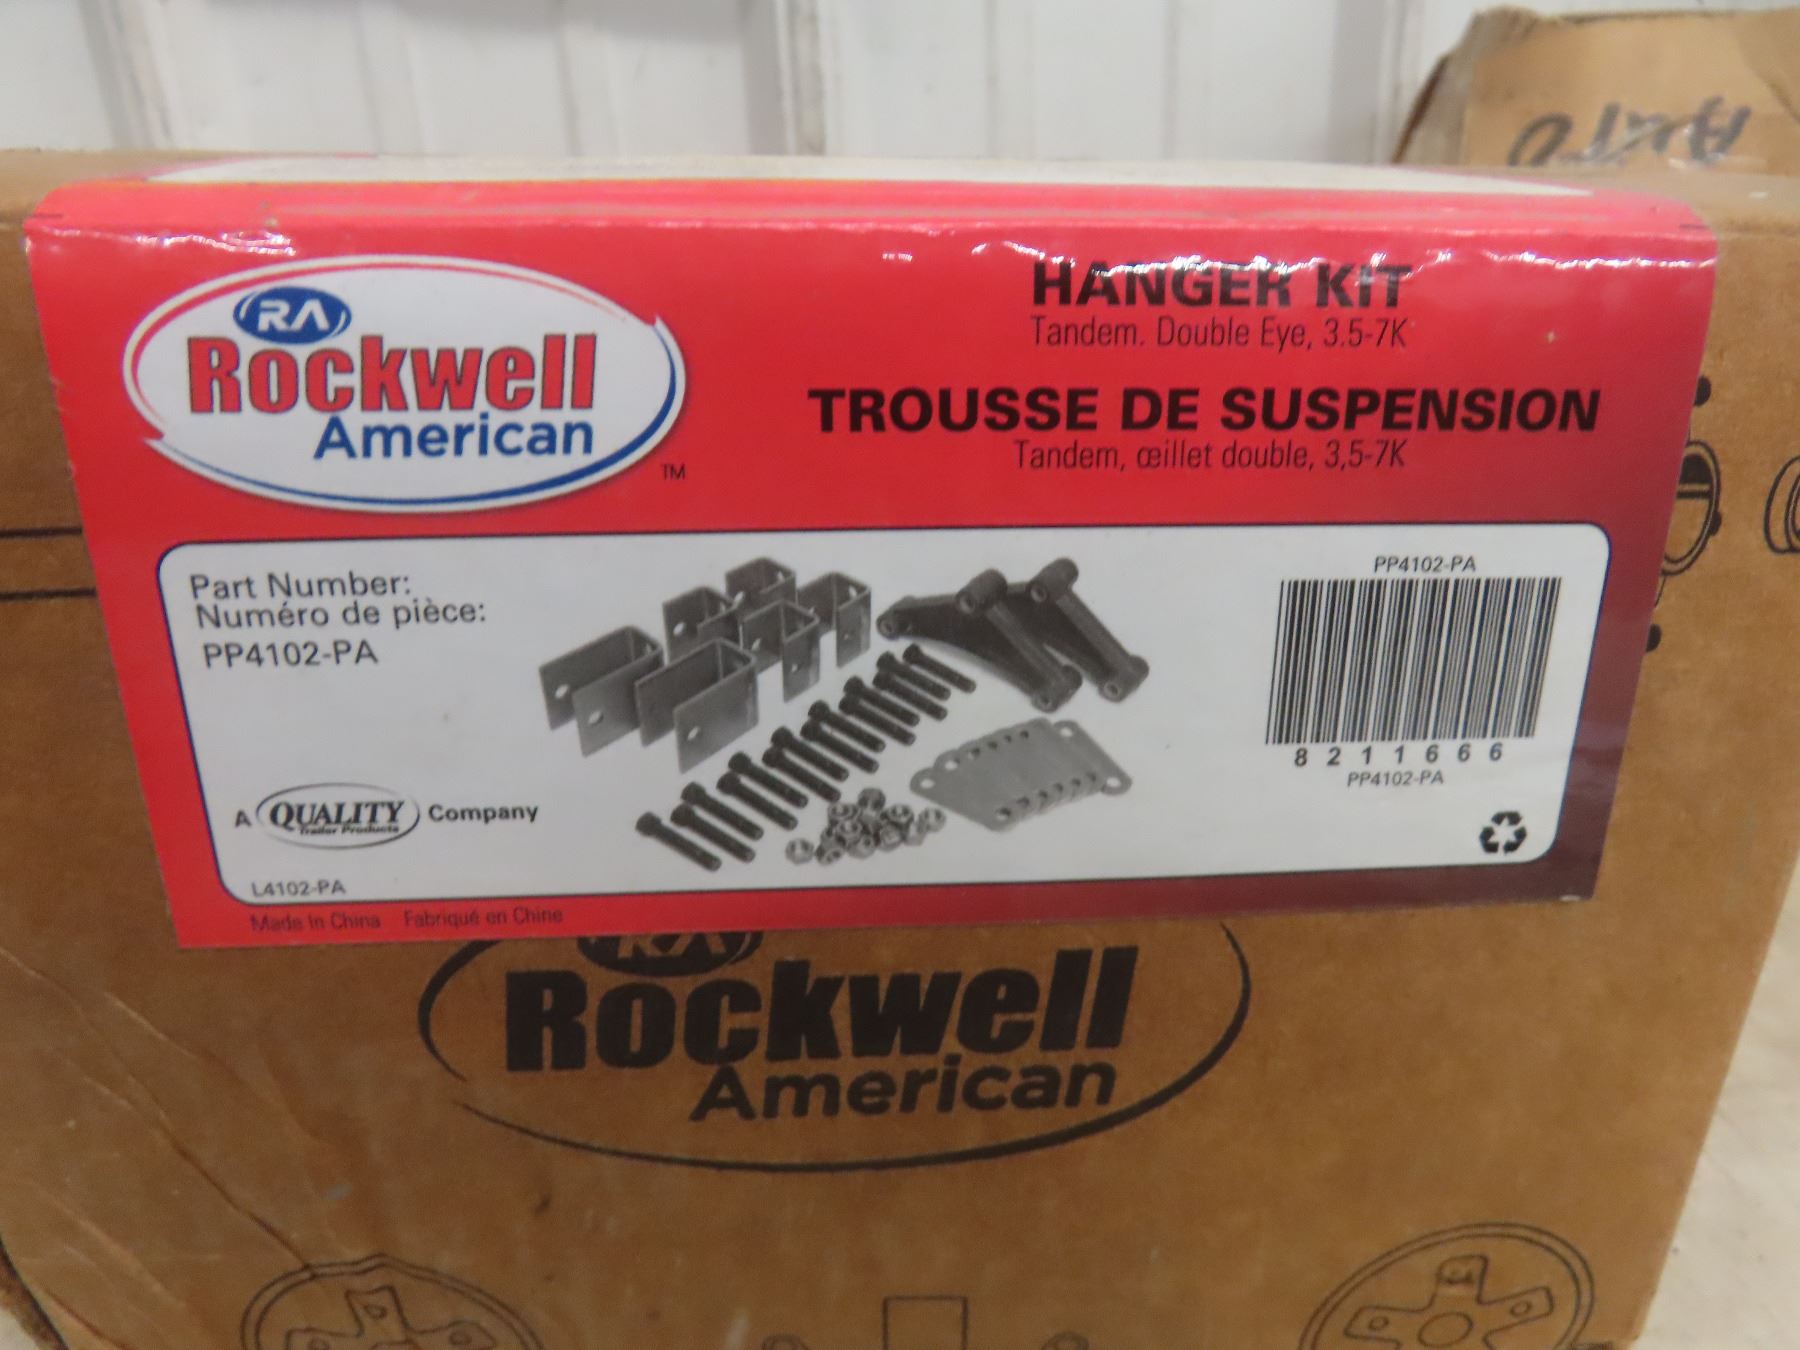 RA
Rockwell
American
TM
HANGER KIT
Tandem. Double Eye, 3.5-7K
TROUSSE DE SUSPENSION
Tandem, œillet double, 3,5-7K
Part Number:
Numéro de pièce:
PP4102-PA
A QUALITY Company
Trailer Products
L4102-PA
PP4102-PA
8211666
PP4102-PA
Made In China Fabriqué en Chine
RA
Rockwell
American